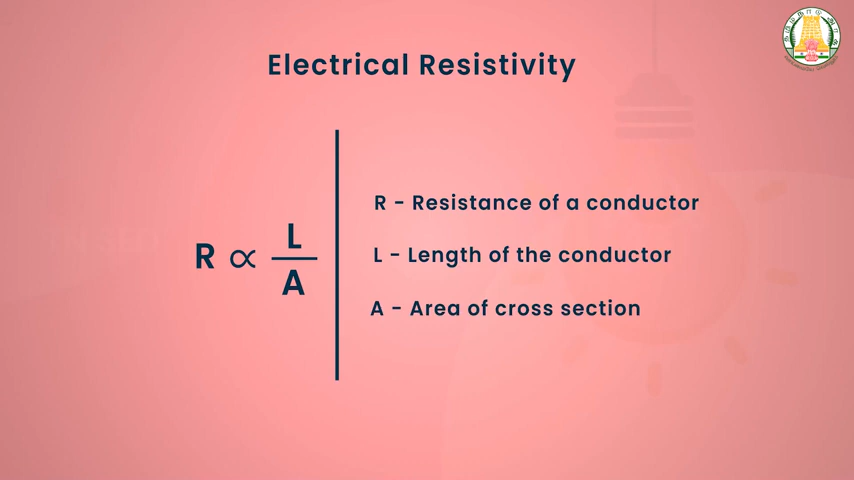 Electrical Resistivity
R ∝ L/A
R - Resistance of a conductor
L - Length of the conductor
A - Area of cross section